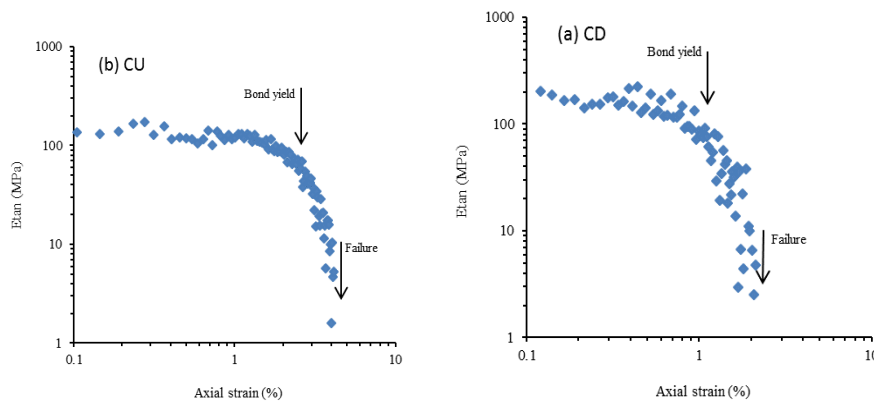 (b) CU
1000
100
10
1
0.1
1
10
Bond yield
Failure
Etan (MPa)
Axial strain (%)
(a) CD
1000
100
10
1
0.1
1
10
Bond yield
Failure
Etan (MPa)
Axial strain (%)